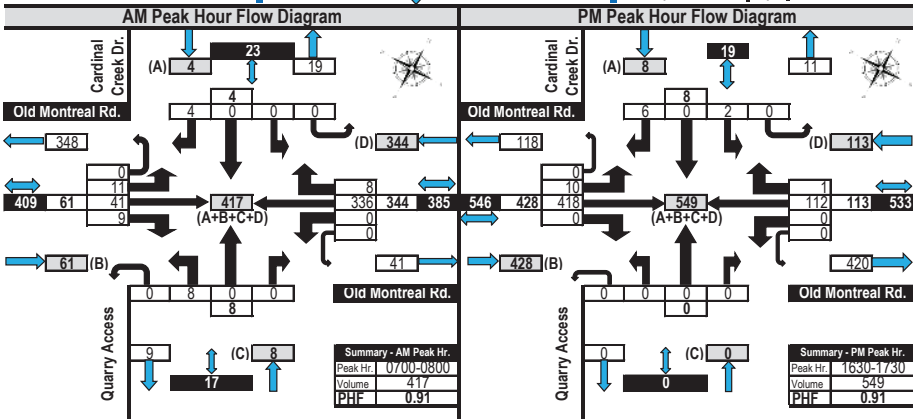 AM Peak Hour Flow Diagram
PM Peak Hour Flow Diagram
Cardinal Creek Dr.
(A) 4
23
19
4
4 0 0 0
Old Montreal Rd.
348
(D) 344
0
11
409 61 41
9
417
(A+B+C+D)
8
336 344 385
0
0
61 (B)
41
0 8 0 0
8
Old Montreal Rd.
Quarry Access
9
(C) 8
17
Summary - AM Peak Hr.
Peak Hr. 0700-0800
Volume 417
PHF 0.91
Cardinal Creek Dr.
(A) 8
19
11
8
6 0 2 0
Old Montreal Rd.
118
(D) 113
0
10
546 428 418
0
549
(A+B+C+D)
1
112 113 533
0
0
428 (B)
420
0 0 0 0
0
Old Montreal Rd.
Quarry Access
0
(C) 0
0
Summary - PM Peak Hr.
Peak Hr. 1630-1730
Volume 549
PHF 0.91